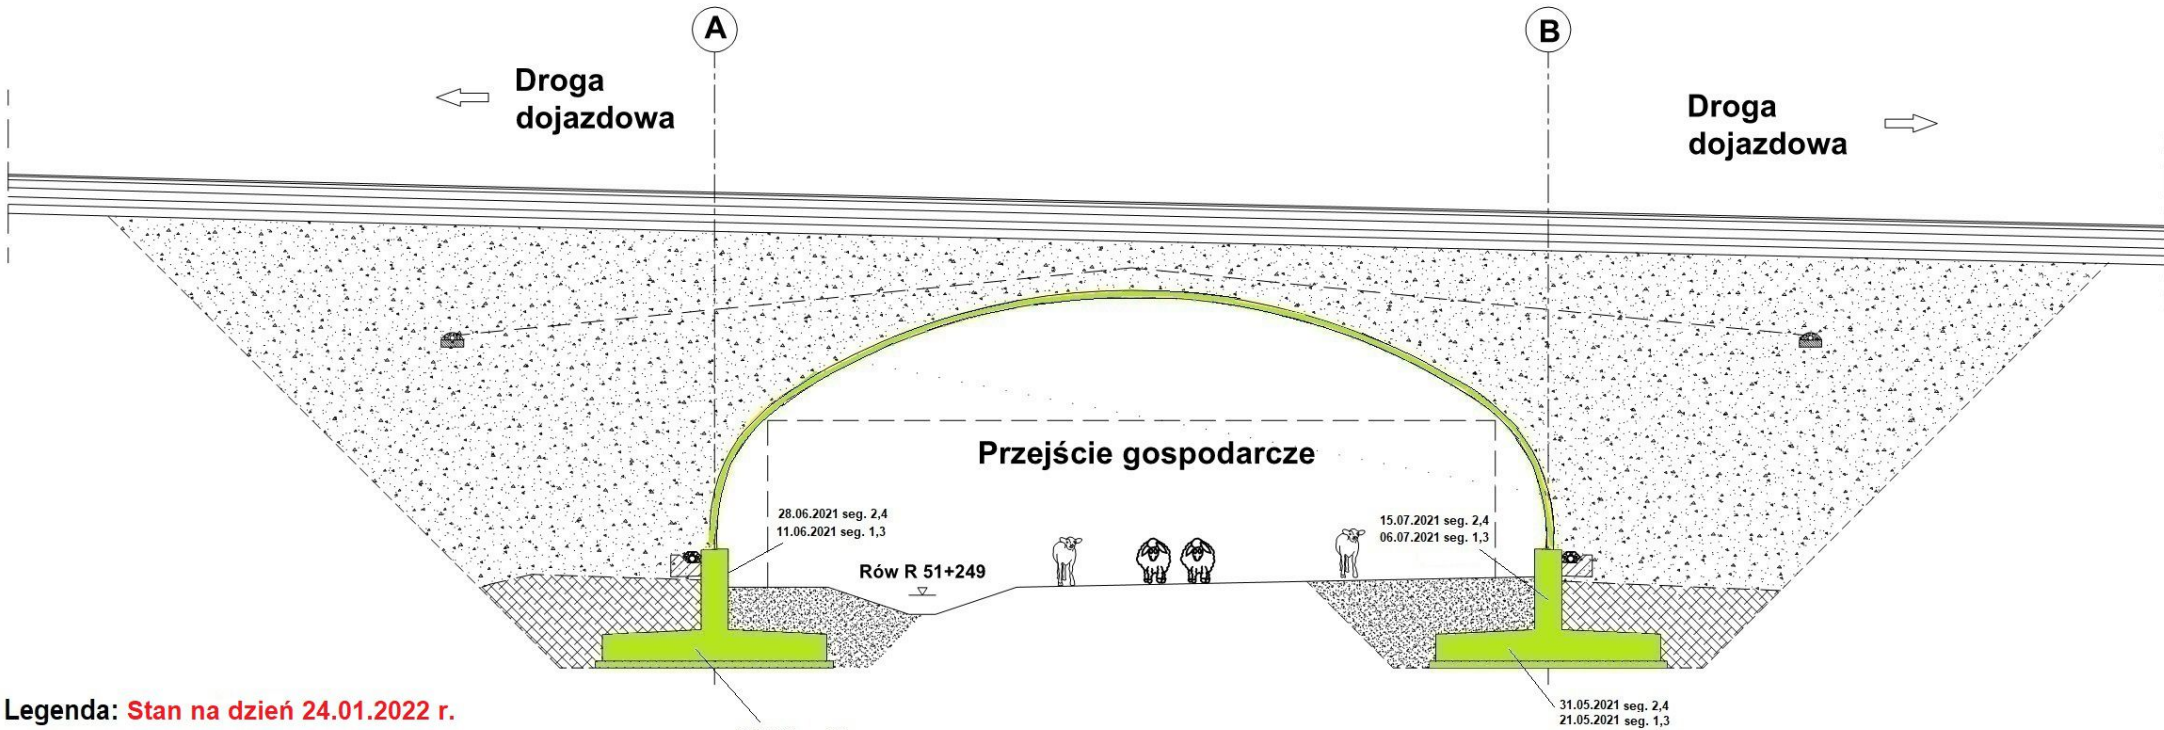 A
B
Droga
dojazdowa
Droga
dojazdowa
Przejście gospodarcze
28.06.2021 seg. 2,4
11.06.2021 seg. 1,3
15.07.2021 seg. 2,4
06.07.2021 seg. 1,3
Rów R 51+249
31.05.2021 seg. 2,4
21.05.2021 seg. 1,3
Legenda: Stan na dzień 24.01.2022 r.